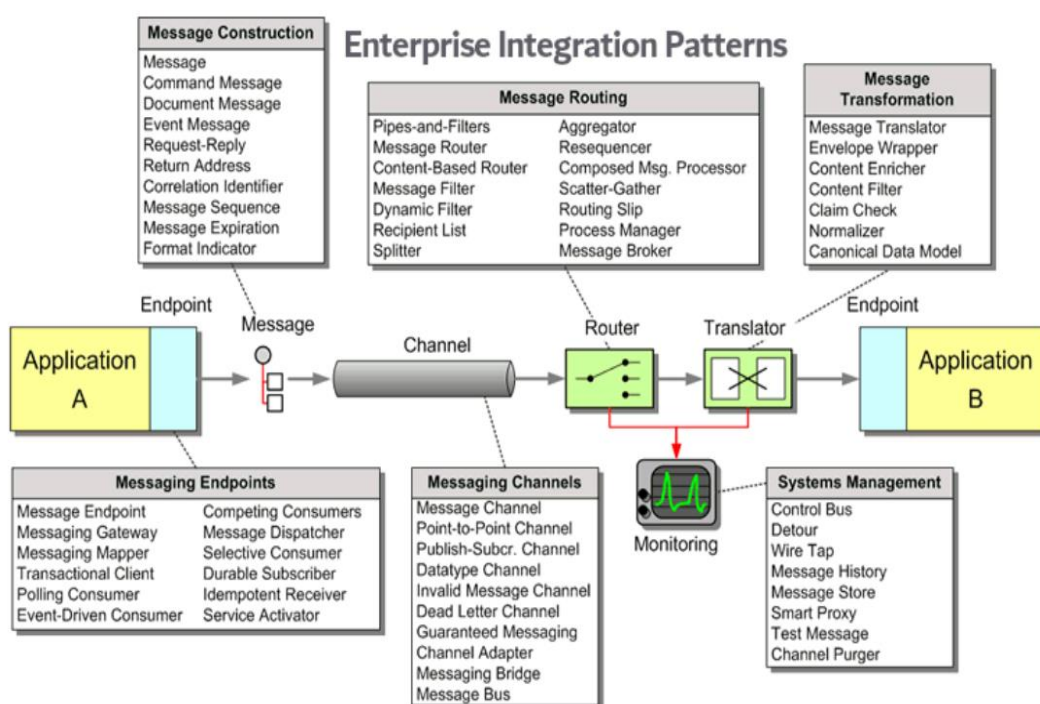 Enterprise Integration Patterns
Message Construction
Message
Command Message
Document Message
Event Message
Request-Reply
Return Address
Correlation Identifier
Message Sequence
Message Expiration
Format Indicator
Message Routing
Pipes-and-Filters
Message Router
Content-Based Router
Message Filter
Dynamic Filter
Recipient List
Splitter
Aggregator
Resequencer
Composed Msg. Processor
Scatter-Gather
Routing Slip
Process Manager
Message Broker
Message
Transformation
Message Translator
Envelope Wrapper
Content Enricher
Content Filter
Claim Check
Normalizer
Canonical Data Model
Endpoint
Message
Channel
Router
Translator
Endpoint
Application
A
Application
B
Messaging Endpoints
Message Endpoint
Messaging Gateway
Messaging Mapper
Transactional Client
Polling Consumer
Event-Driven Consumer
Competing Consumers
Message Dispatcher
Selective Consumer
Durable Subscriber
Idempotent Receiver
Service Activator
Messaging Channels
Message Channel
Point-to-Point Channel
Publish-Subcr. Channel
Datatype Channel
Invalid Message Channel
Dead Letter Channel
Guaranteed Messaging
Channel Adapter
Messaging Bridge
Message Bus
Monitoring
Systems Management
Control Bus
Detour
Wire Tap
Message History
Message Store
Smart Proxy
Test Message
Channel Purger